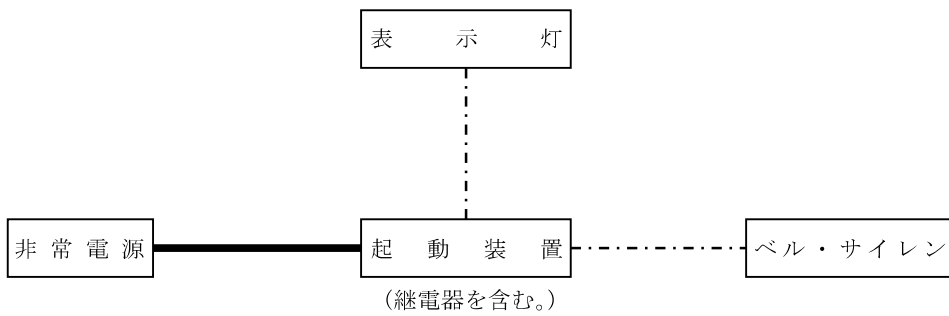 表示灯
非常電源
起動装置
ベル・サイレン
（継電器を含む。）